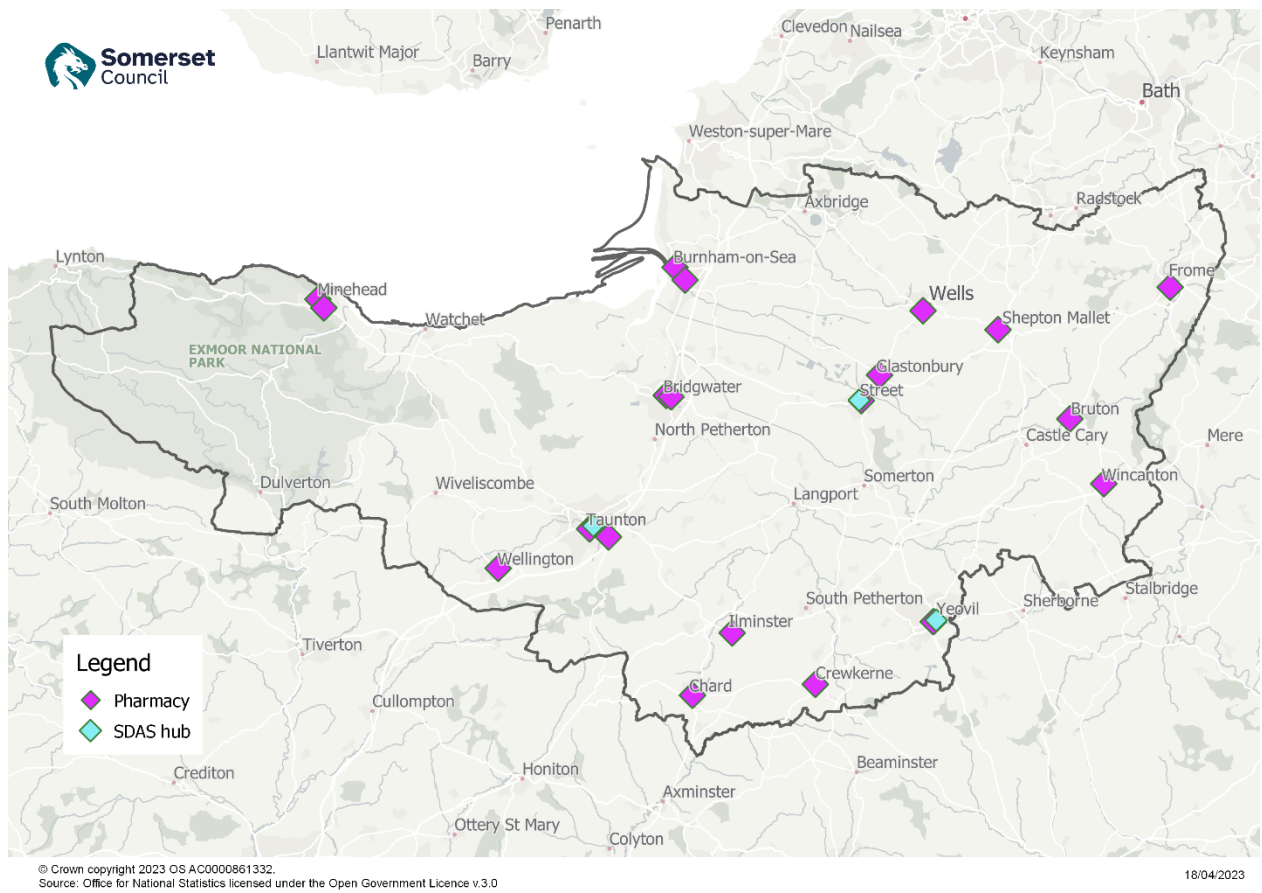 Penarth
Clevedon
Nailsea
Somerset
Council
Llantwit Major
Barry
Keynsham
Bath
Weston-super-Mare
Axbridge
Radstock
Lynton
Burnham-on-Sea
Frome
Minehead
Wells
Watchet
Shepton Mallet
EXMOOR NATIONAL
PARK
Glastonbury
Bridgwater
Street
Bruton
North Petherton
Castle Cary
Mere
Dulverton
Wiveliscombe
Somerton
Wincanton
South Molton
Langport
Taunton
Wellington
South Petherton
Yeovil
Sherborne
Stalbridge
Ilminster
Tiverton
Legend
Crewkerne
Chard
Pharmacy
Cullompton
SDAS hub
Crediton
Honiton
Beaminster
Axminster
Ottery St Mary
Colyton
© Crown copyright 2023 OS AC0000861332.
Source: Office for National Statistics licensed under the Open Government Licence v.3.0
18/04/2023